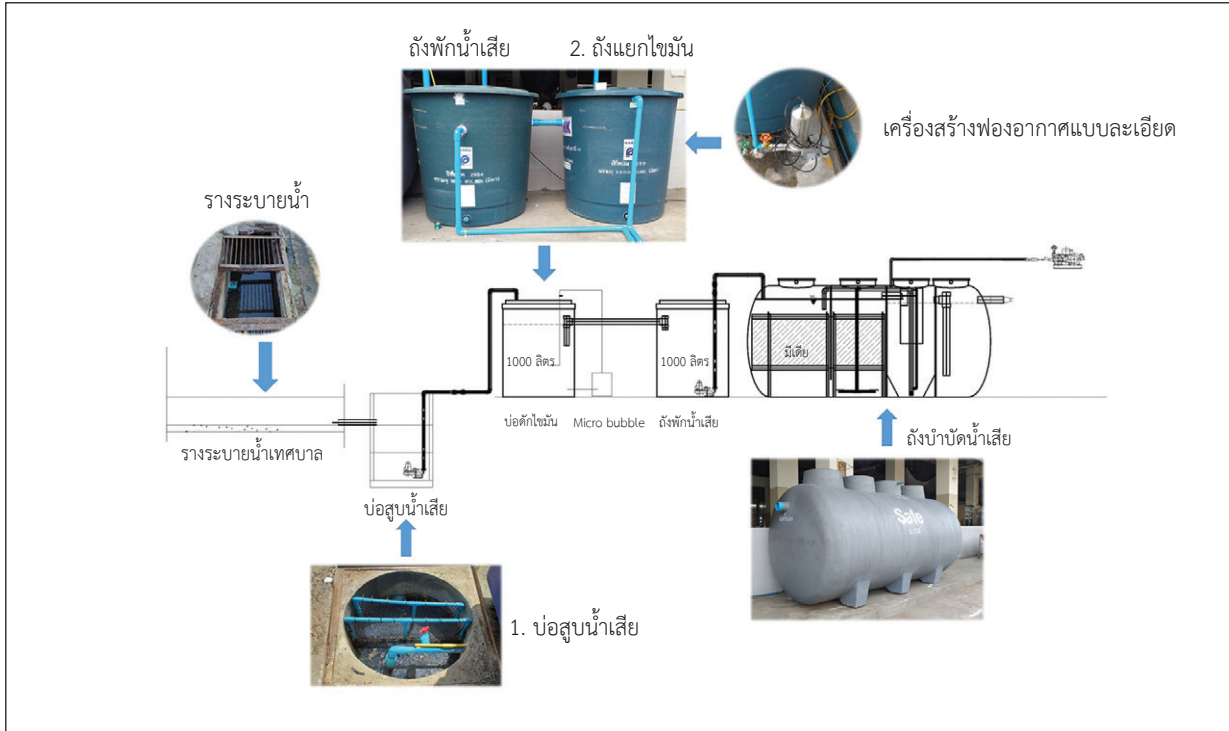 ถังพักน้ำเสีย
2. ถังแยกไขมัน
เครื่องสร้างฟองอากาศแบบละเอียด
รางระบายน้ำ
1000 ลิตร
1000 ลิตร
มีเดีย
บ่อดักไขมัน
Micro bubble
ถังพักน้ำเสีย
รางระบายน้ำเทศบาล
ถังบำบัดน้ำเสีย
บ่อสูบน้ำเสีย
Safe
1. บ่อสูบน้ำเสีย